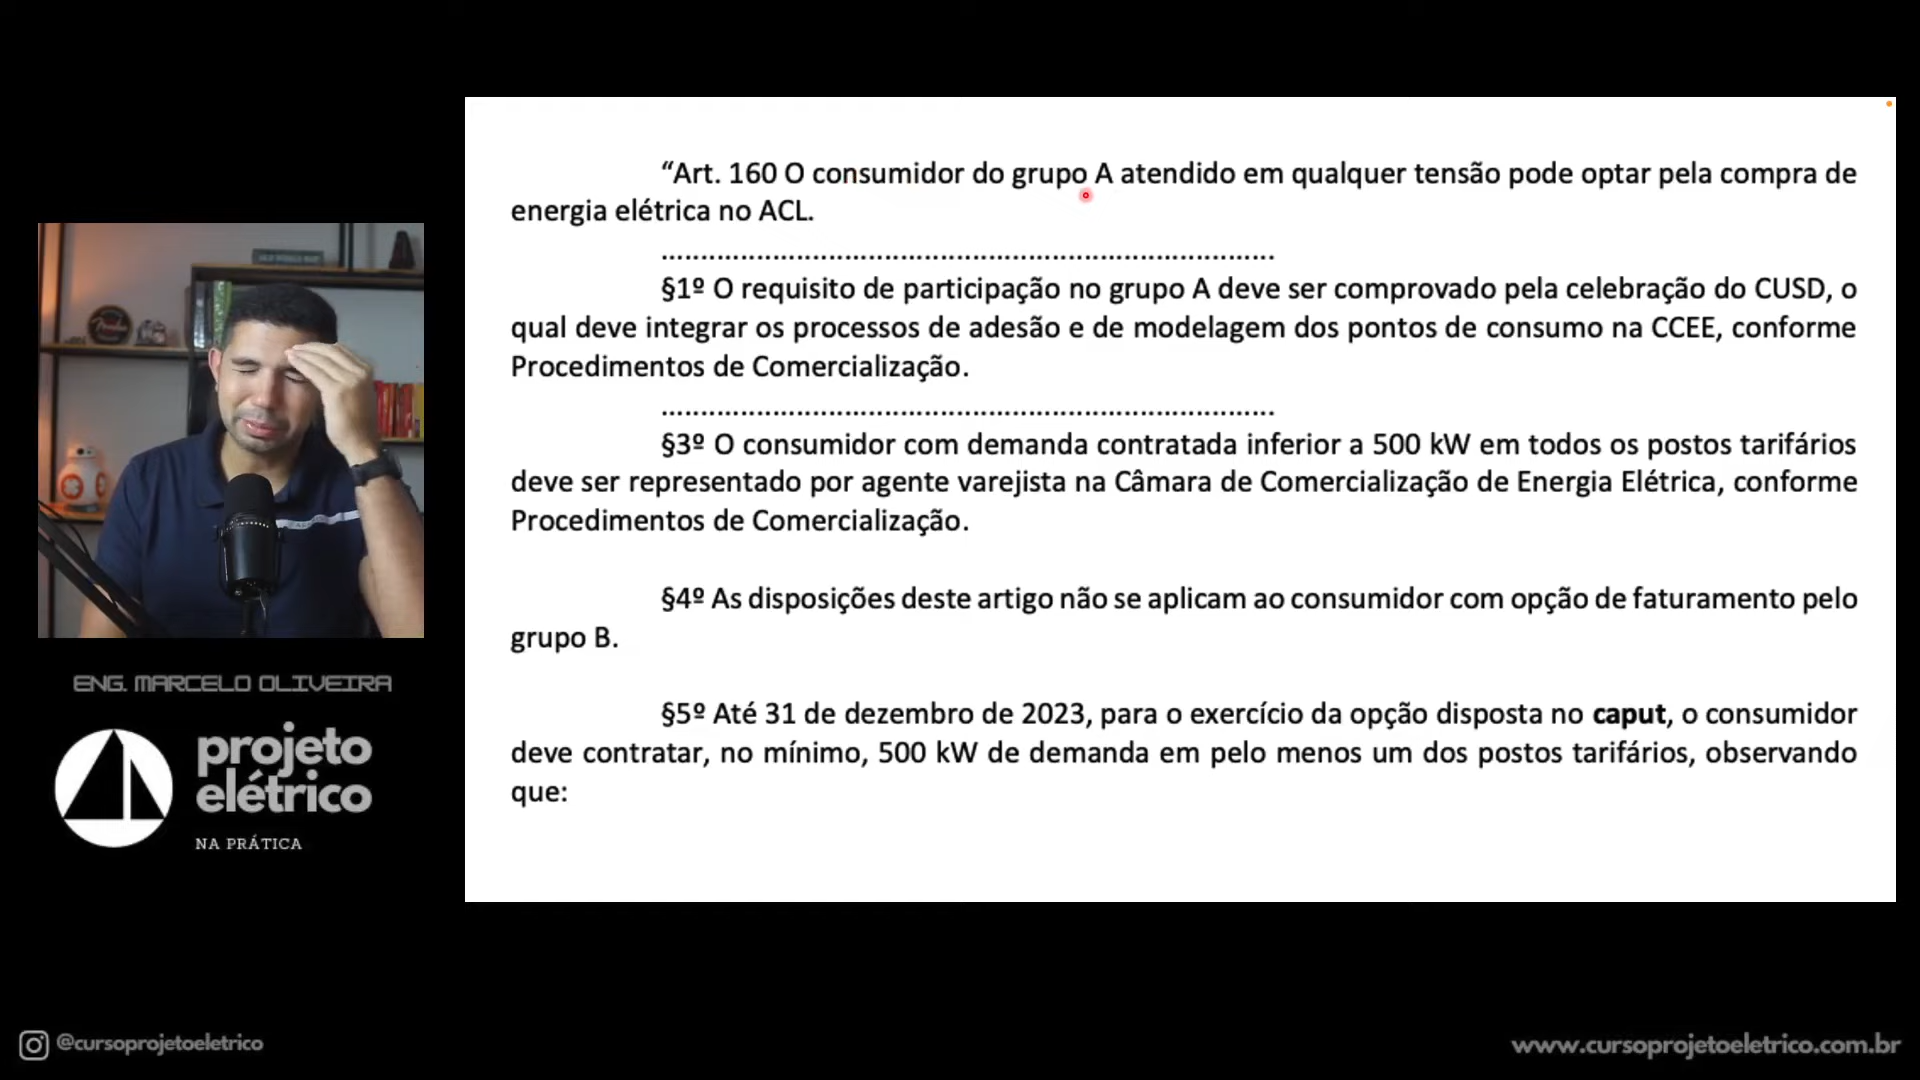 “Art. 160 O consumidor do grupo A atendido em qualquer tensão pode optar pela compra de
energia elétrica no ACL.
................................................................................
§1º O requisito de participação no grupo A deve ser comprovado pela celebração do CUSD, o
qual deve integrar os processos de adesão e de modelagem dos pontos de consumo na CCEE, conforme
Procedimentos de Comercialização.
................................................................................
§3º O consumidor com demanda contratada inferior a 500 kW em todos os postos tarifários
deve ser representado por agente varejista na Câmara de Comercialização de Energia Elétrica, conforme
Procedimentos de Comercialização.
§4º As disposições deste artigo não se aplicam ao consumidor com opção de faturamento pelo
grupo B.
§5º Até 31 de dezembro de 2023, para o exercício da opção disposta no caput, o consumidor
deve contratar, no mínimo, 500 kW de demanda em pelo menos um dos postos tarifários, observando
que:
ENG. MARCELO OLIVEIRA
projeto
elétrico
NA PRÁTICA
@cursoprojetoeletrico
www.cursoprojetoeletrico.com.br